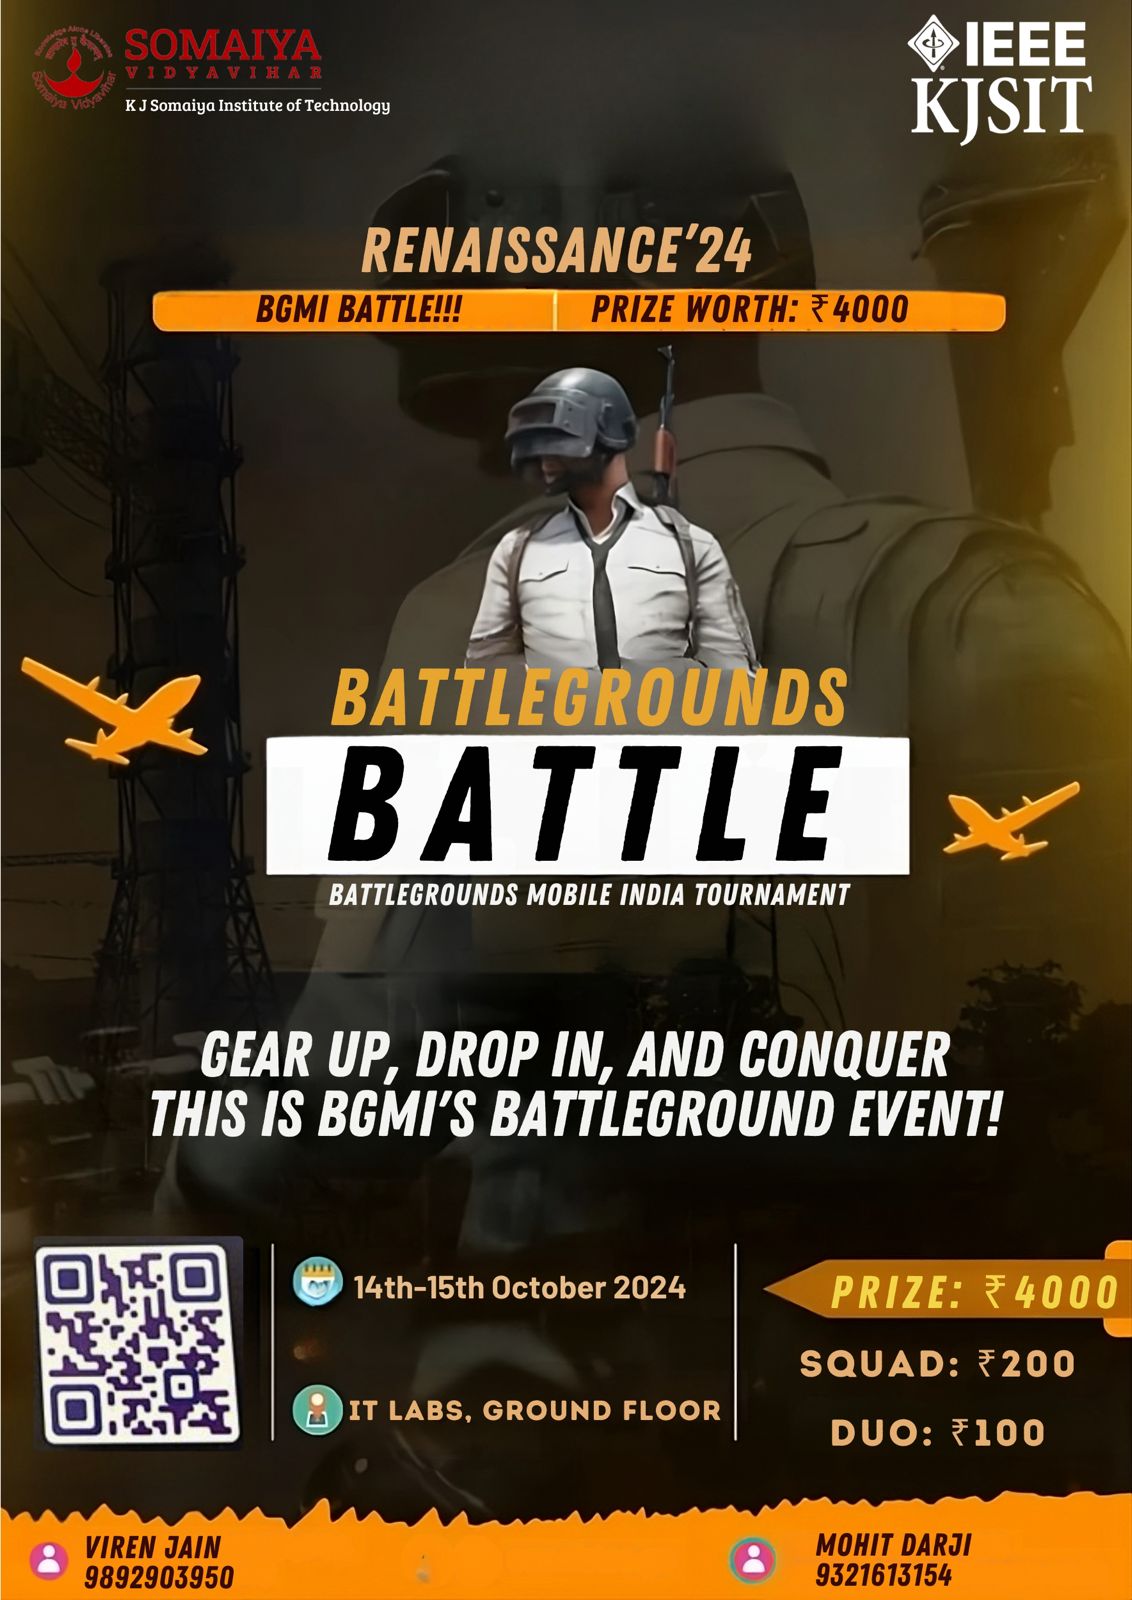 SOMAIYA
VIDYAVIHAR
K J Somaiya Institute of Technology
Somaiya Vidyavihar
IEEE
KJSIT
RENAISSANCE'24
BGMI BATTLE!!! PRIZE WORTH: ₹4000
BATTLEGROUNDS
BATTLE
BATTLEGROUNDS MOBILE INDIA TOURNAMENT
GEAR UP, DROP IN, AND CONQUER
THIS IS BGMI'S BATTLEGROUND EVENT!
14th-15th October 2024
IT LABS, GROUND FLOOR
PRIZE: ₹4000
SQUAD: ₹200
DUO: ₹100
VIREN JAIN
9892903950
MOHIT DARJI
9321613154